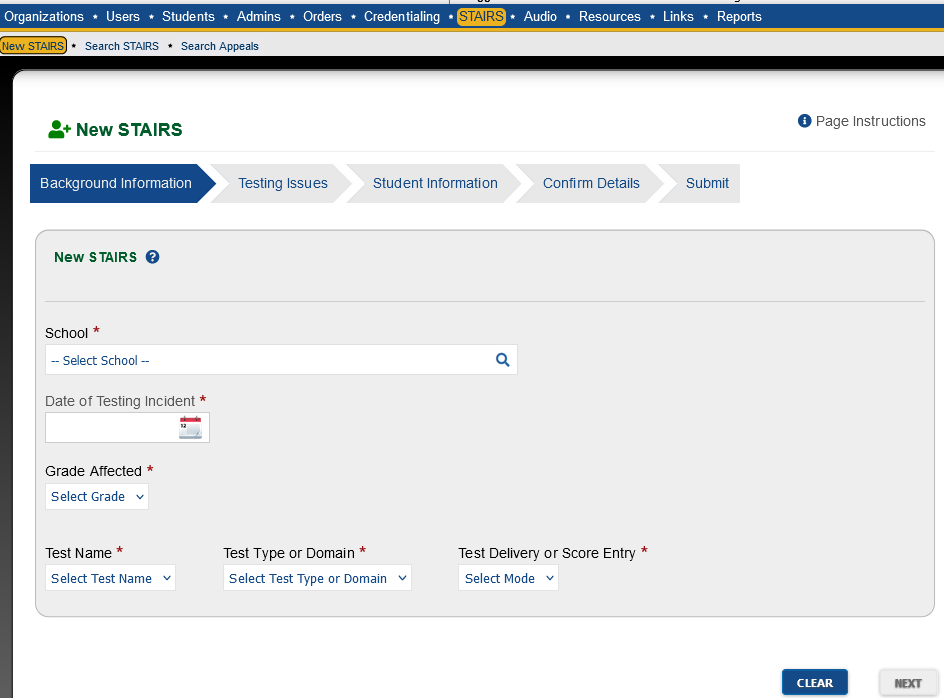 Organizations • Users • Students • Admins • Orders • Credentialing • STAIRS • Audio • Resources • Links • Reports
New STAIRS • Search STAIRS • Search Appeals
New STAIRS
Page Instructions
Background Information Testing Issues Student Information Confirm Details Submit
New STAIRS
School *
-- Select School --
Date of Testing Incident *
12
Grade Affected *
Select Grade
Test Name * Test Type or Domain * Test Delivery or Score Entry *
Select Test Name Select Test Type or Domain Select Mode
CLEAR NEXT